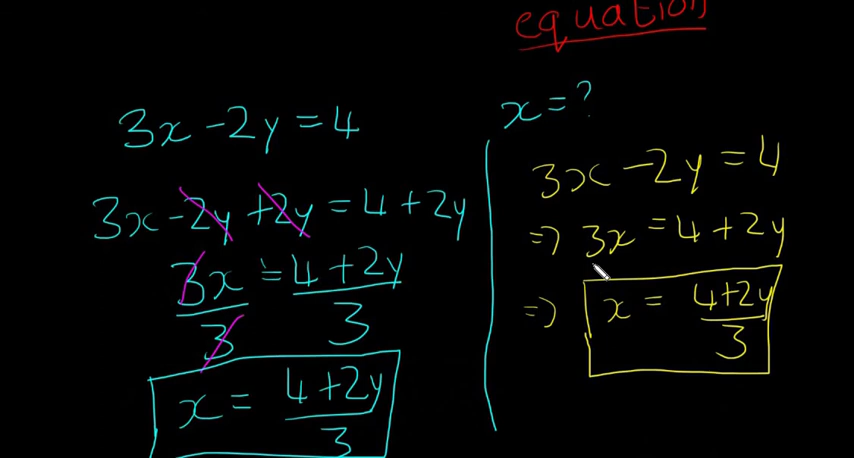 equation
x = ?
3x - 2y = 4
3x - 2y + 2y = 4 + 2y
3x/3 = 4 + 2y/3
x = 4 + 2y/3
3x - 2y = 4
⇒ 3x = 4 + 2y
⇒ x = 4+2y/3